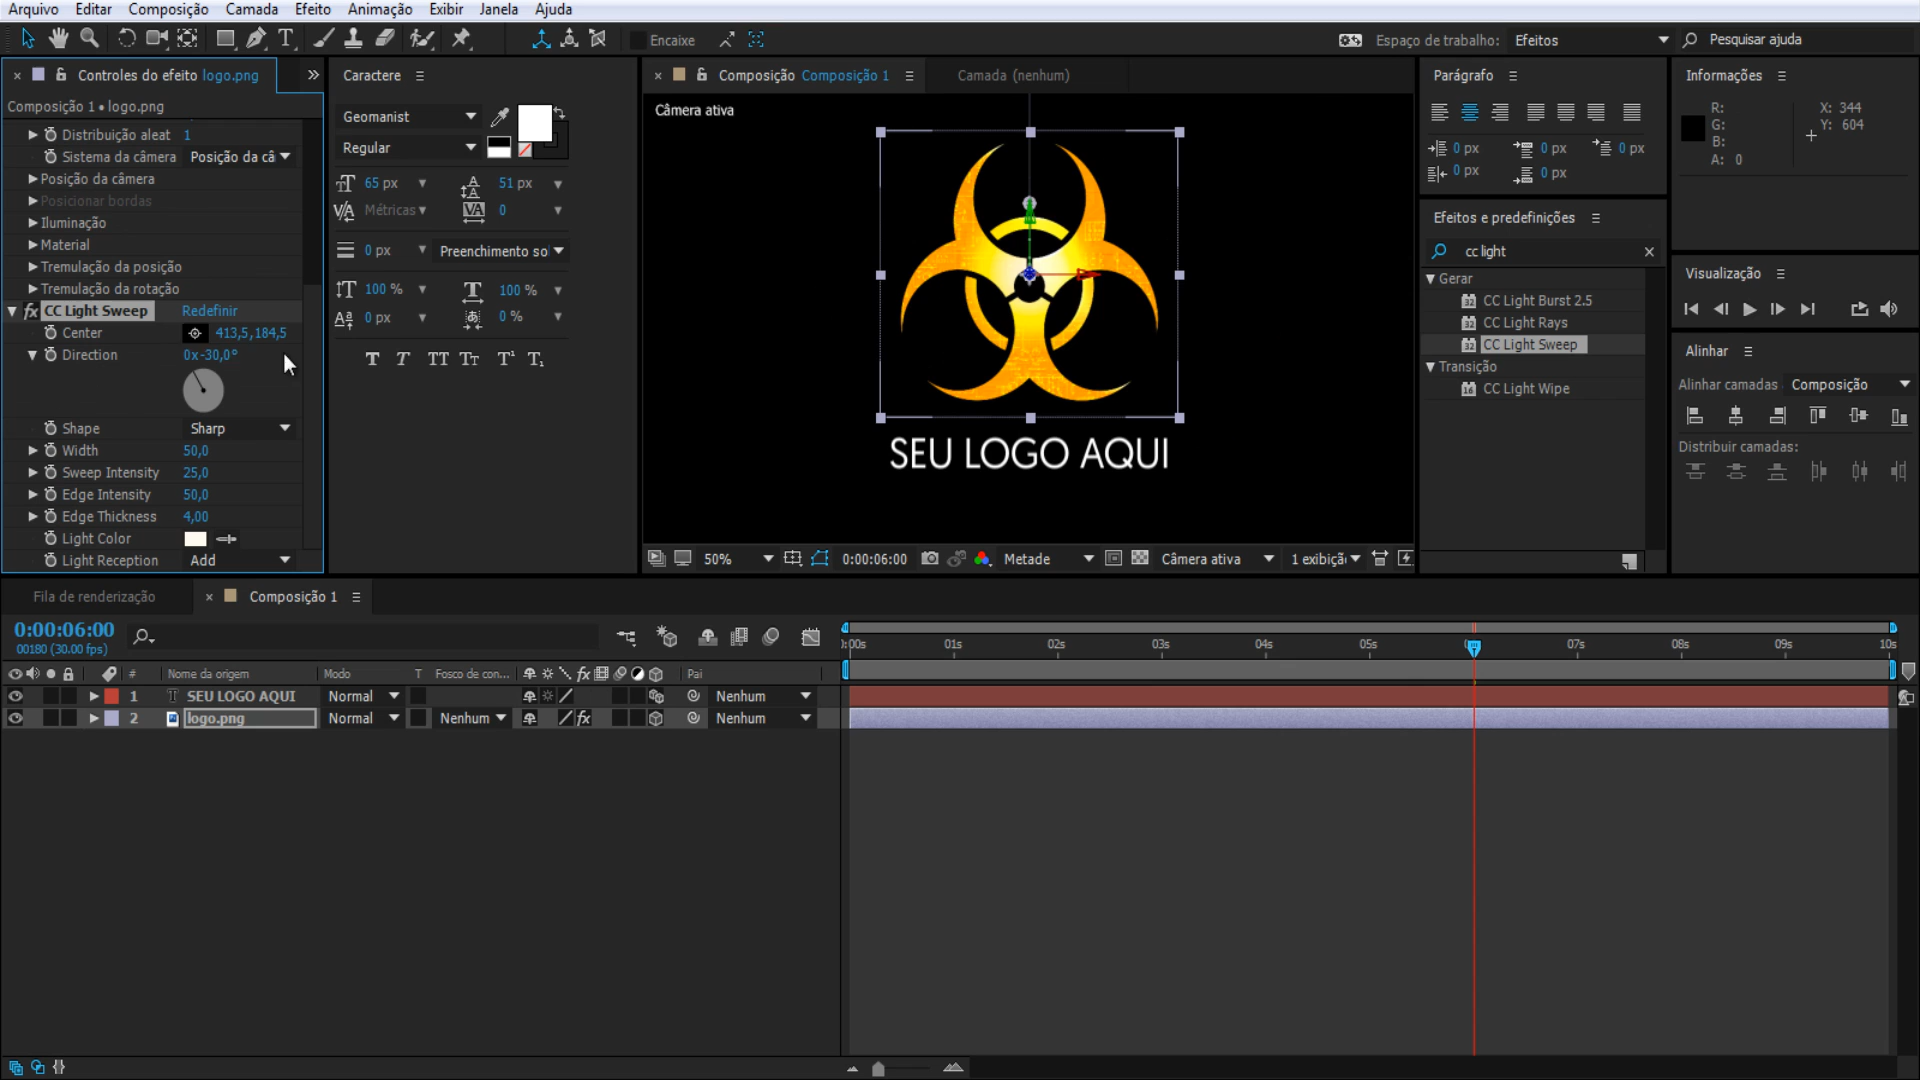 Arquivo Editar Composição Camada Efeito Animação Exibir Janela Ajuda
Encaixe
Espaço de trabalho: Efeitos
Pesquisar ajuda
Controles do efeito logo.png
Composição 1 • logo.png
Distribuição aleat 1
Sistema da câmera Posição da câ
Posição da câmera
Posicionar bordas
Iluminação
Material
Tremulação da posição
Tremulação da rotação
fx CC Light Sweep Redefinir
Center 413,5,184,5
Direction 0x-30,0°
Shape Sharp
Width 50,0
Sweep Intensity 25,0
Edge Intensity 50,0
Edge Thickness 4,00
Light Color
Light Reception Add
Caractere
Geomanist
Regular
65 px 51 px
Métricas 0
0 px Preenchimento so
100 % 100 %
0 px 0 %
Composição Composição 1
Camada (nenhum)
Câmera ativa
SEU LOGO AQUI
50% 0:00:06:00 Metade Câmera ativa 1 exibiçã
Parágrafo
0 px 0 px 0 px
0 px 0 px
Efeitos e predefinições
cc light
Gerar
CC Light Burst 2.5
CC Light Rays
CC Light Sweep
Transição
CC Light Wipe
Informações
R:
G:
B:
A: 0
X: 344
Y: 604
Visualização
Alinhar
Alinhar camadas Composição
Distribuir camadas:
Fila de renderização
Composição 1
0:00:06:00
00180 (30.00 fps)
# Nome da origem Modo T Fosco de con... fx Pai
1 T SEU LOGO AQUI Normal Nenhum
2 logo.png Normal Nenhum fx Nenhum
:00s 01s 02s 03s 04s 05s 07s 08s 09s 10s